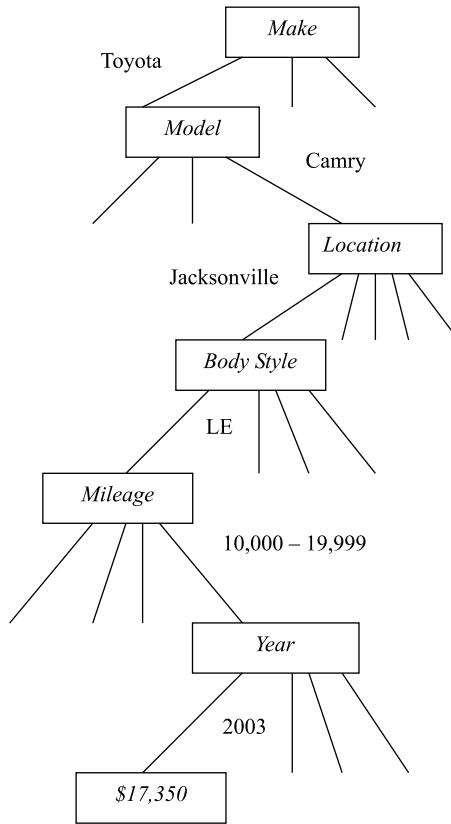 Make
Toyota
Model
Camry
Location
Jacksonville
Body Style
LE
Mileage
10,000 – 19,999
Year
2003
$17,350